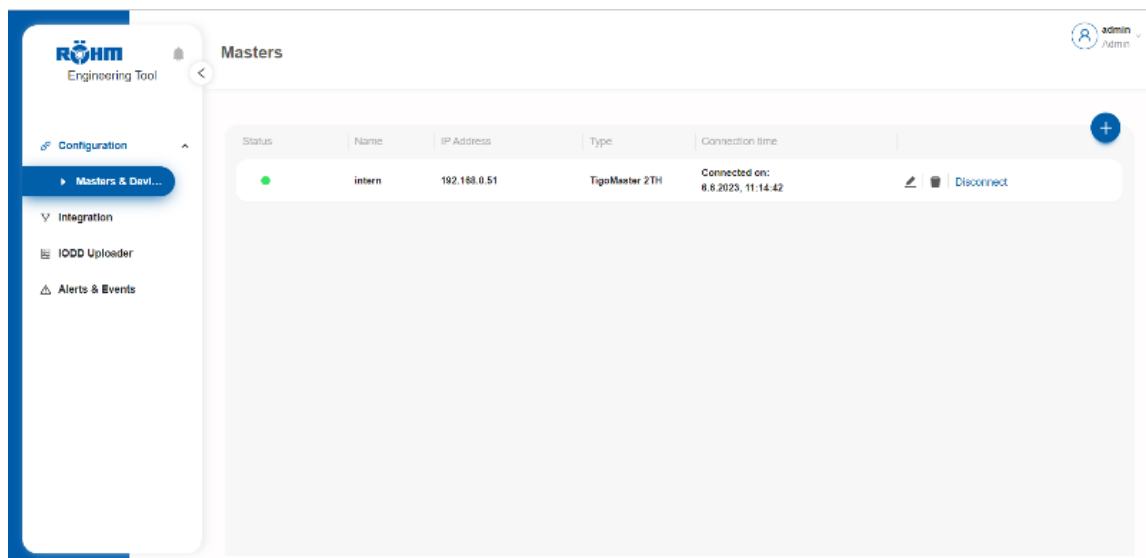 RÖHM
Engineering Tool
Masters
admin
Admin
Status
Name
IP Address
Type
Connection time
Configuration
Masters & Devi...
Integration
IODD Uploader
Alerts & Events
intern
192.168.0.51
TigoMaster 2TH
Connected on:
6.6.2023, 11:14:42
Disconnect